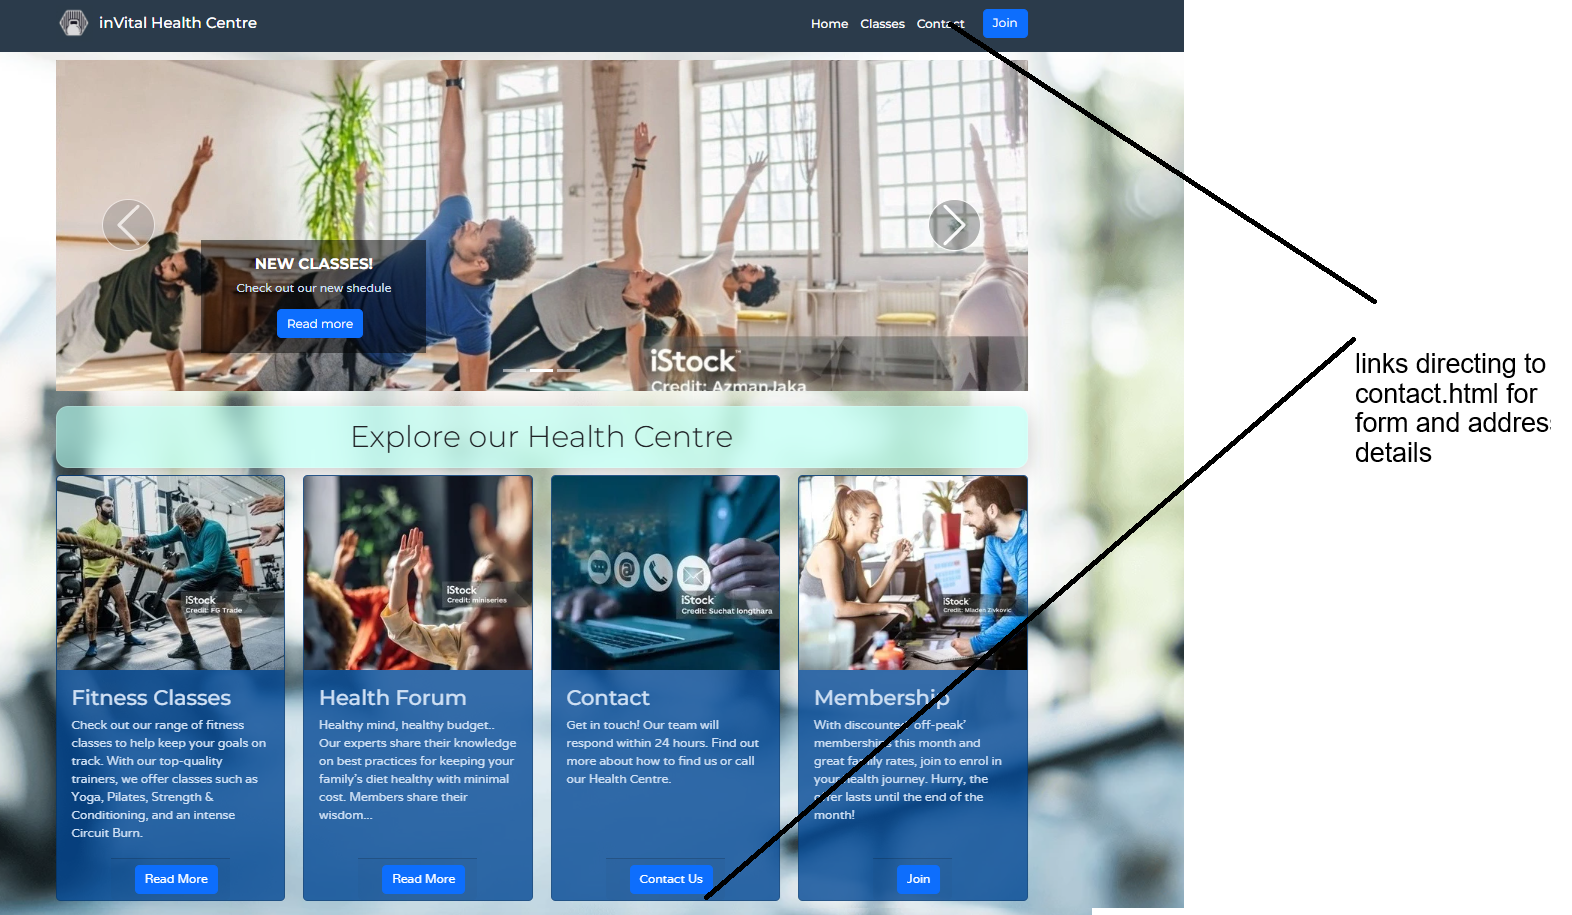 inVital Health Centre
Home Classes Contact Join
NEW CLASSES!
Check out our new shedule
Read more
iStock
Credit: AzmanJaka
Explore our Health Centre
iStock
Credit: FG Trade
iStock
Credit: miniseries
iStock
Credit: Suchat longthara
iStock
Credit: Mladen Zivkovic
Fitness Classes
Check out our range of fitness
classes to help keep your goals on
track. With our top-quality
trainers, we offer classes such as
Yoga, Pilates, Strength &
Conditioning, and an intense
Circuit Burn.
Read More
Health Forum
Healthy mind, healthy budget..
Our experts share their knowledge
on best practices for keeping your
family's diet healthy with minimal
cost. Members share their
wisdom...
Read More
Contact
Get in touch! Our team will
respond within 24 hours. Find out
more about how to find us or call
our Health Centre.
Contact Us
Membership
With discounted 'off-peak'
memberships this month and
great family rates, join to enrol in
your health journey. Hurry, the
offer lasts until the end of the
month!
Join
links directing to
contact.html for
form and address
details